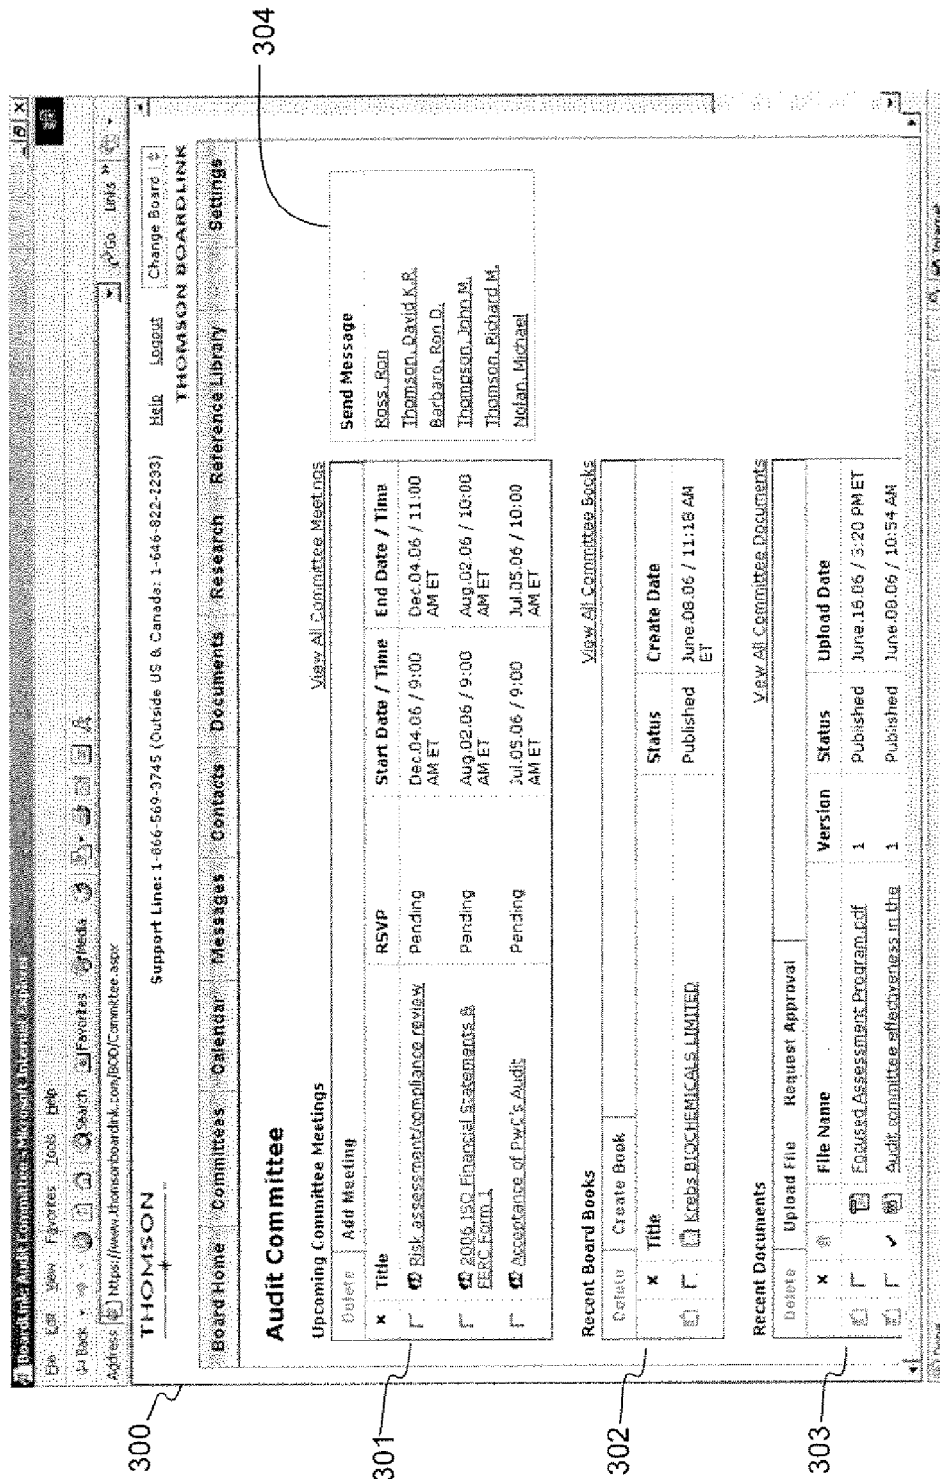 File Edit View Favorites Tools Help
Back Search Favorites Media
Address https://www.thomsonboardlink.com/BOD/Committee.aspx Go Links »
THOMSON Support Line: 1-866-569-3745 (Outside US & Canada: 1-646-822-2233) Help Logout Change Board
THOMSON BOARDLINK
Board Home Committees Calendar Messages Contacts Documents Research Reference Library Settings
Audit Committee
Upcoming Committee Meetings View All Committee Meetings
Delete Add Meeting
× Title RSVP Start Date / Time End Date / Time
Risk assessment/compliance review Pending Dec.04.06 / 9:00 AM ET Dec.04.06 / 11:00 AM ET
2006 ISO Financial Statements & FERC Form 1 Pending Aug.02.06 / 9:00 AM ET Aug.02.06 / 10:00 AM ET
Acceptance of PwC's Audit Pending Jul.05.06 / 9:00 AM ET Jul.05.06 / 10:00 AM ET
Send Message
Ross, Ron
Thomson, David K.R.
Barbaro, Ron D.
Thompson, John M.
Thomson, Richard M.
Nolan, Michael
Recent Board Books View All Committee Books
Delete Create Book
× Title Status Create Date
Krebs BIOCHEMICALS LIMITED Published June.08.06 / 11:18 AM ET
Recent Documents View All Committee Documents
Delete Upload File Request Approval
× File Name Version Status Upload Date
Focused Assessment Program.pdf 1 Published June.16.06 / 3:20 PM ET
Audit committee effectiveness in the 1 Published June.08.06 / 10:54 AM
Internet
300
301
302
303
304